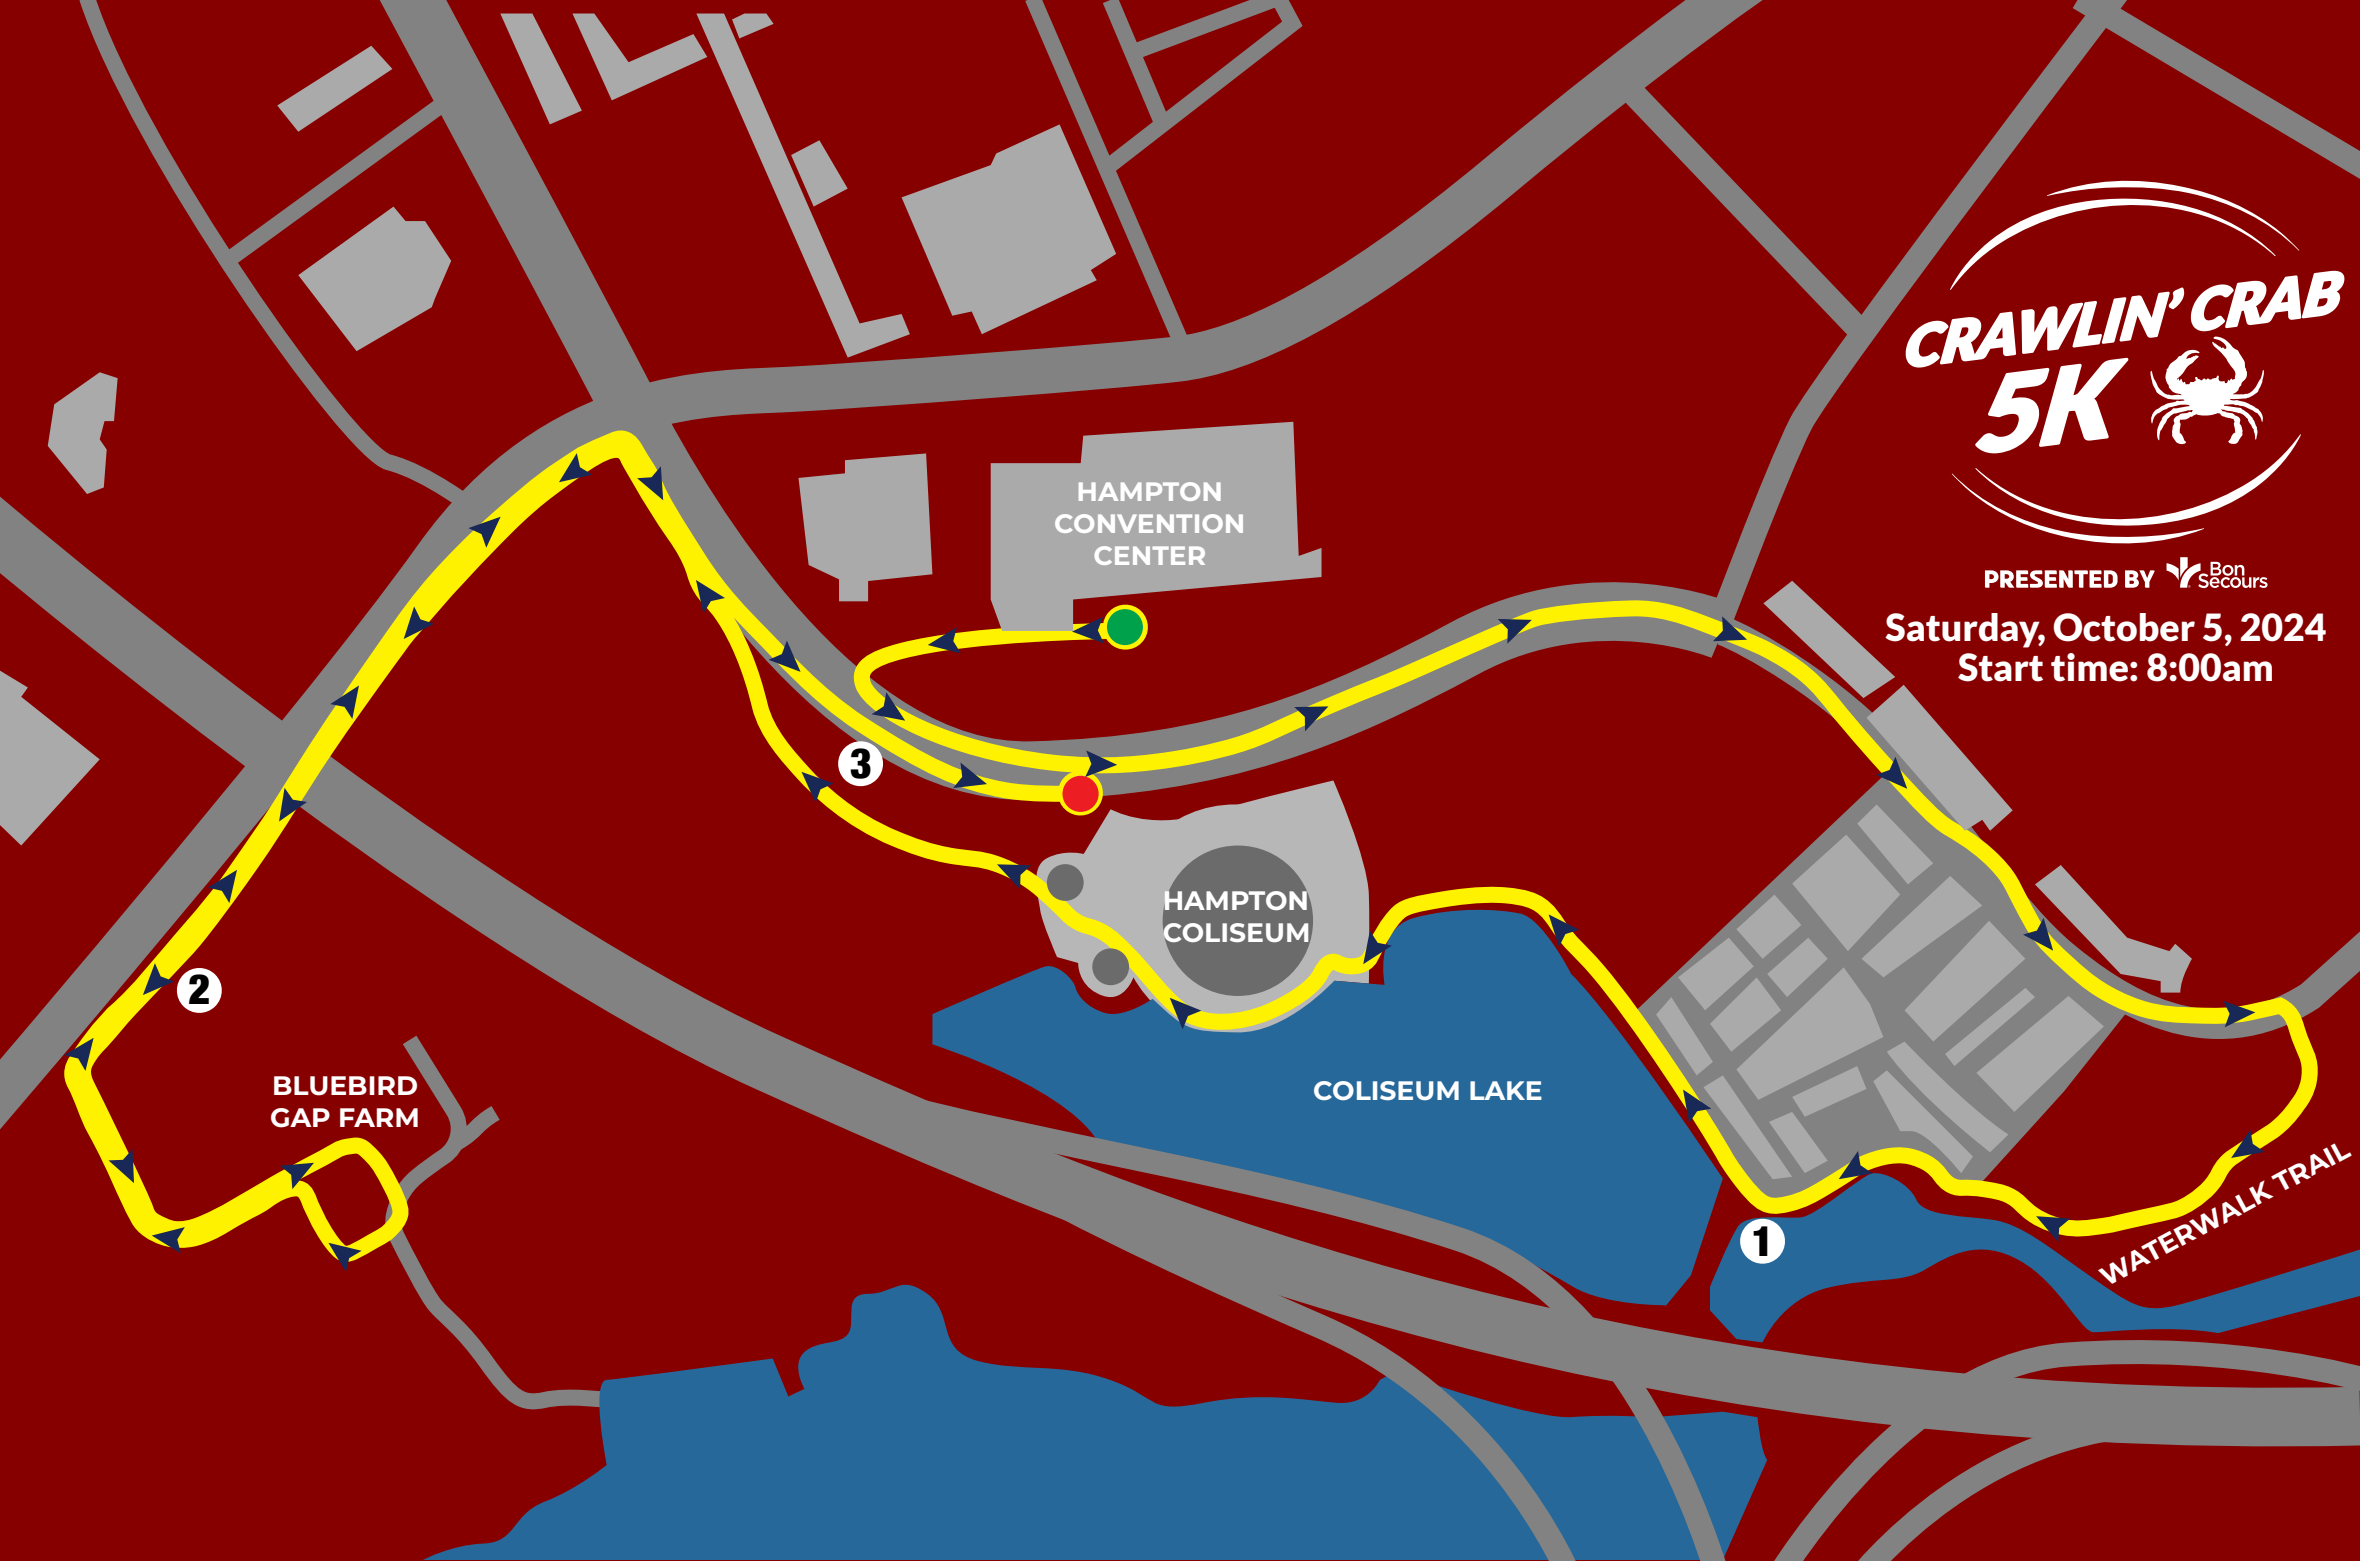 CRAWLIN' CRAB
5K
PRESENTED BY Bon Secours
Saturday, October 5, 2024
Start time: 8:00am
HAMPTON
CONVENTION
CENTER
3
HAMPTON
COLISEUM
2
BLUEBIRD
GAP FARM
COLISEUM LAKE
1
WATERWALK TRAIL